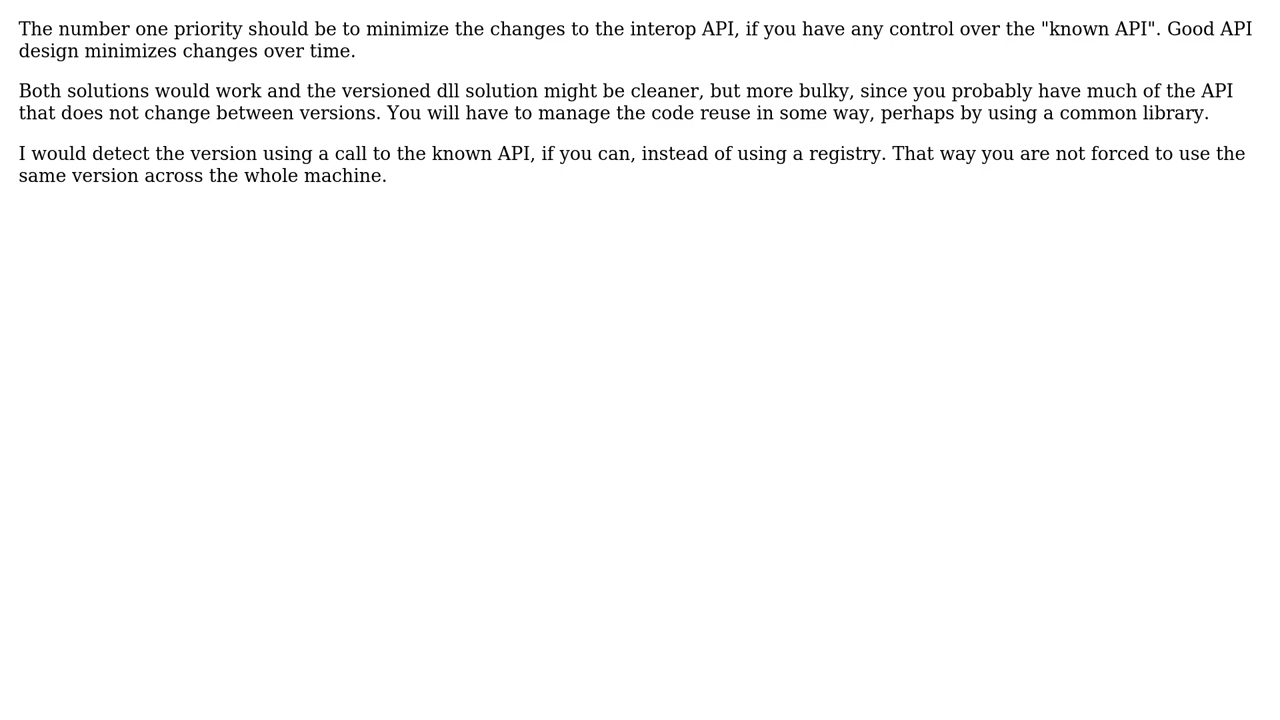 The number one priority should be to minimize the changes to the interop API, if you have any control over the "known API". Good API
design minimizes changes over time.
Both solutions would work and the versioned dll solution might be cleaner, but more bulky, since you probably have much of the API
that does not change between versions. You will have to manage the code reuse in some way, perhaps by using a common library.
I would detect the version using a call to the known API, if you can, instead of using a registry. That way you are not forced to use the
same version across the whole machine.